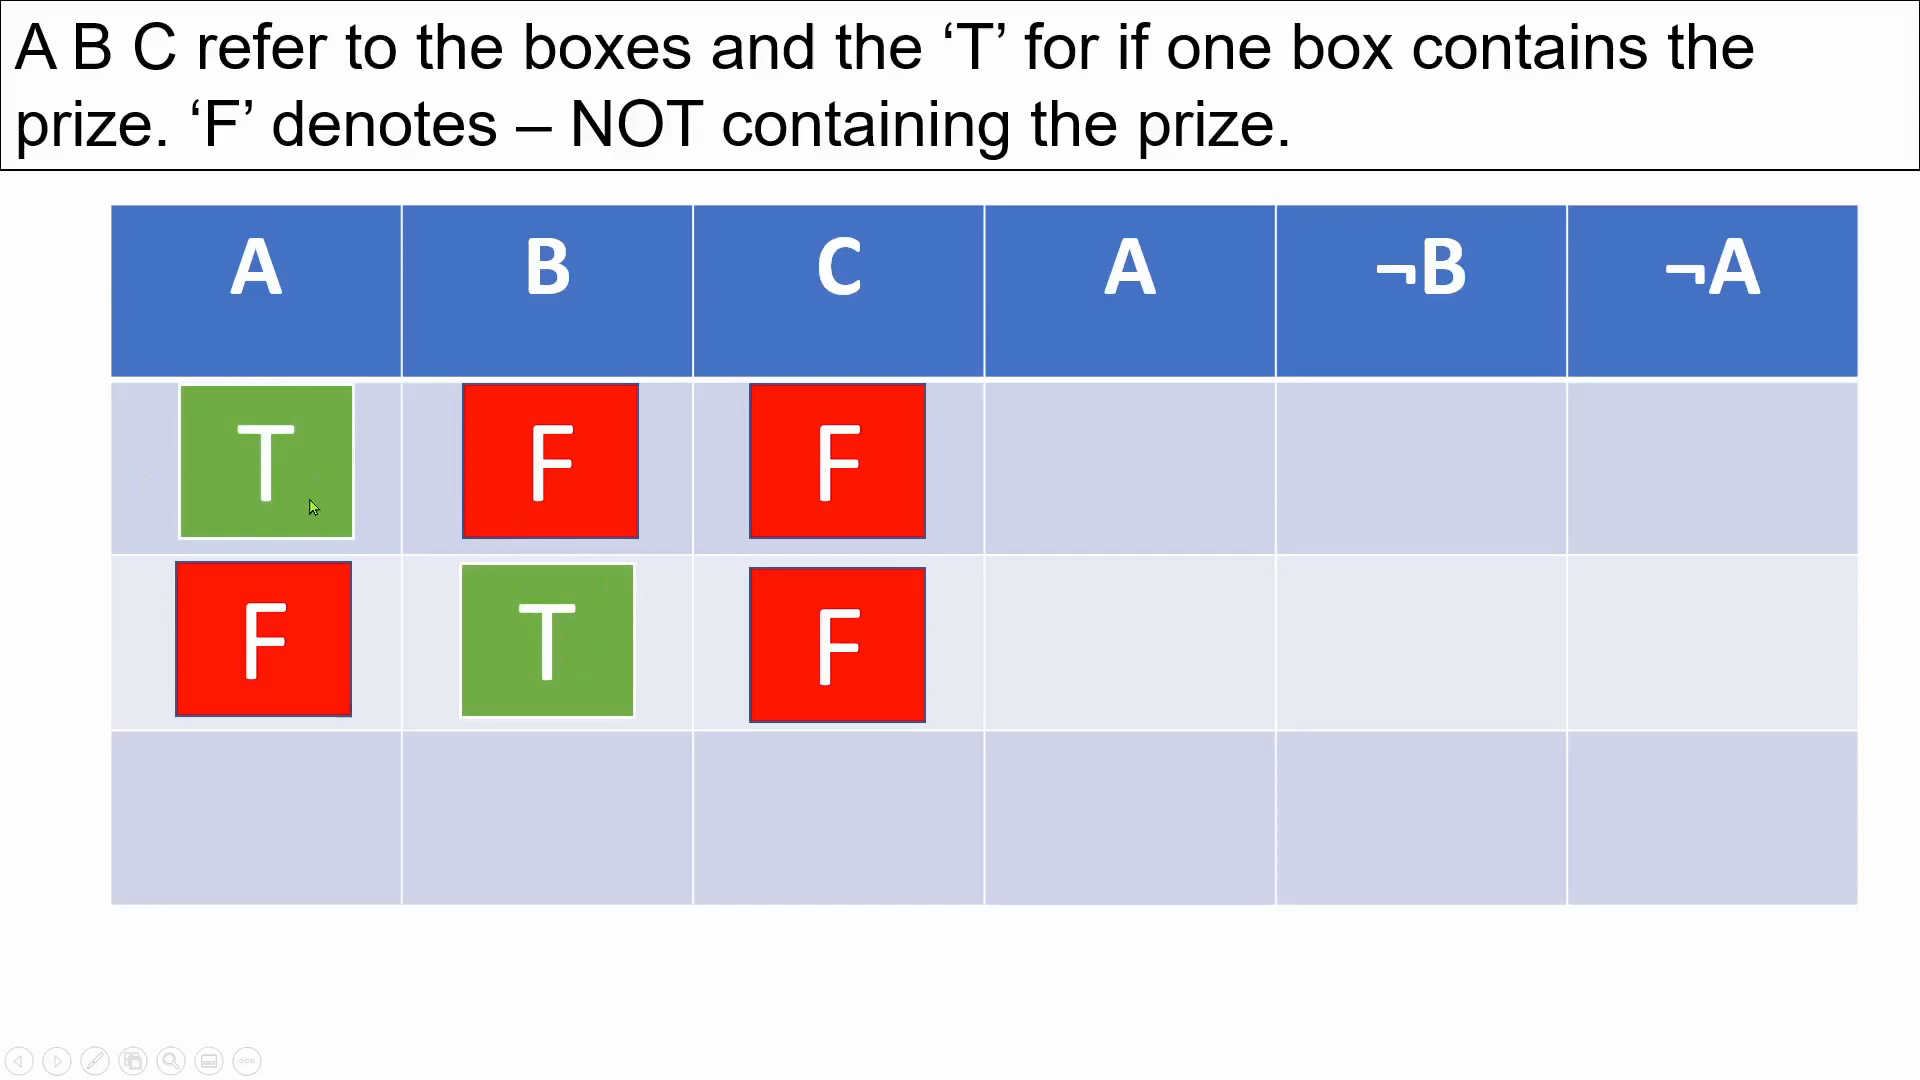 A B C refer to the boxes and the ‘T’ for if one box contains the
prize. ‘F’ denotes – NOT containing the prize.
A B C A ¬B ¬A
T F F
F T F